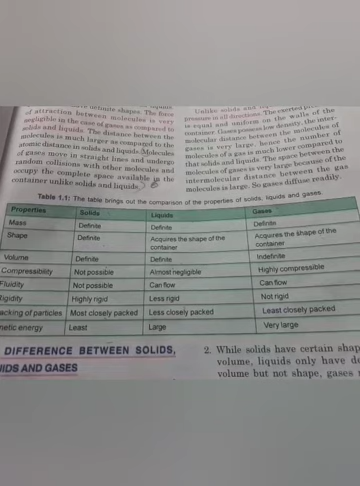 definite shapes. The force
of attraction between molecules is very
negligible in the case of gases as compared to
solids and liquids. The distance between the
molecules is much larger as compared to the
atomic distance in solids and liquids. Molecules
of gases move in straight lines and undergo
random collisions with other molecules and
occupy the complete space available in the
container unlike solids and liquids.
Unlike solids and
pressure in all directions. The exerted
is equal and uniform on the walls of the
container. Gases possess low density, the inter-
molecular distance between the molecules of
gases is very large, hence the number of
molecules of a gas is much lower compared to
that solids and liquids. The space between the
molecules of gases is very large because of the
intermolecular distance between the gas
molecules is large. So gases diffuse readily.
Table 1.1: The table brings out the comparison of the properties of solids, liquids and gases.
Properties Solids Liquids Gases
Mass Definite Definite Definite
Shape Definite Acquires the shape of the container Acquires the shape of the container
Volume Definite Definite Indefinite
Compressibility Not possible Almost negligible Highly compressible
Fluidity Not possible Can flow Can flow
igidity Highly rigid Less rigid Not rigid
acking of particles Most closely packed Less closely packed Least closely packed
netic energy Least Large Very large
DIFFERENCE BETWEEN SOLIDS,
IDS AND GASES
2. While solids have certain shap
volume, liquids only have de
volume but not shape, gases